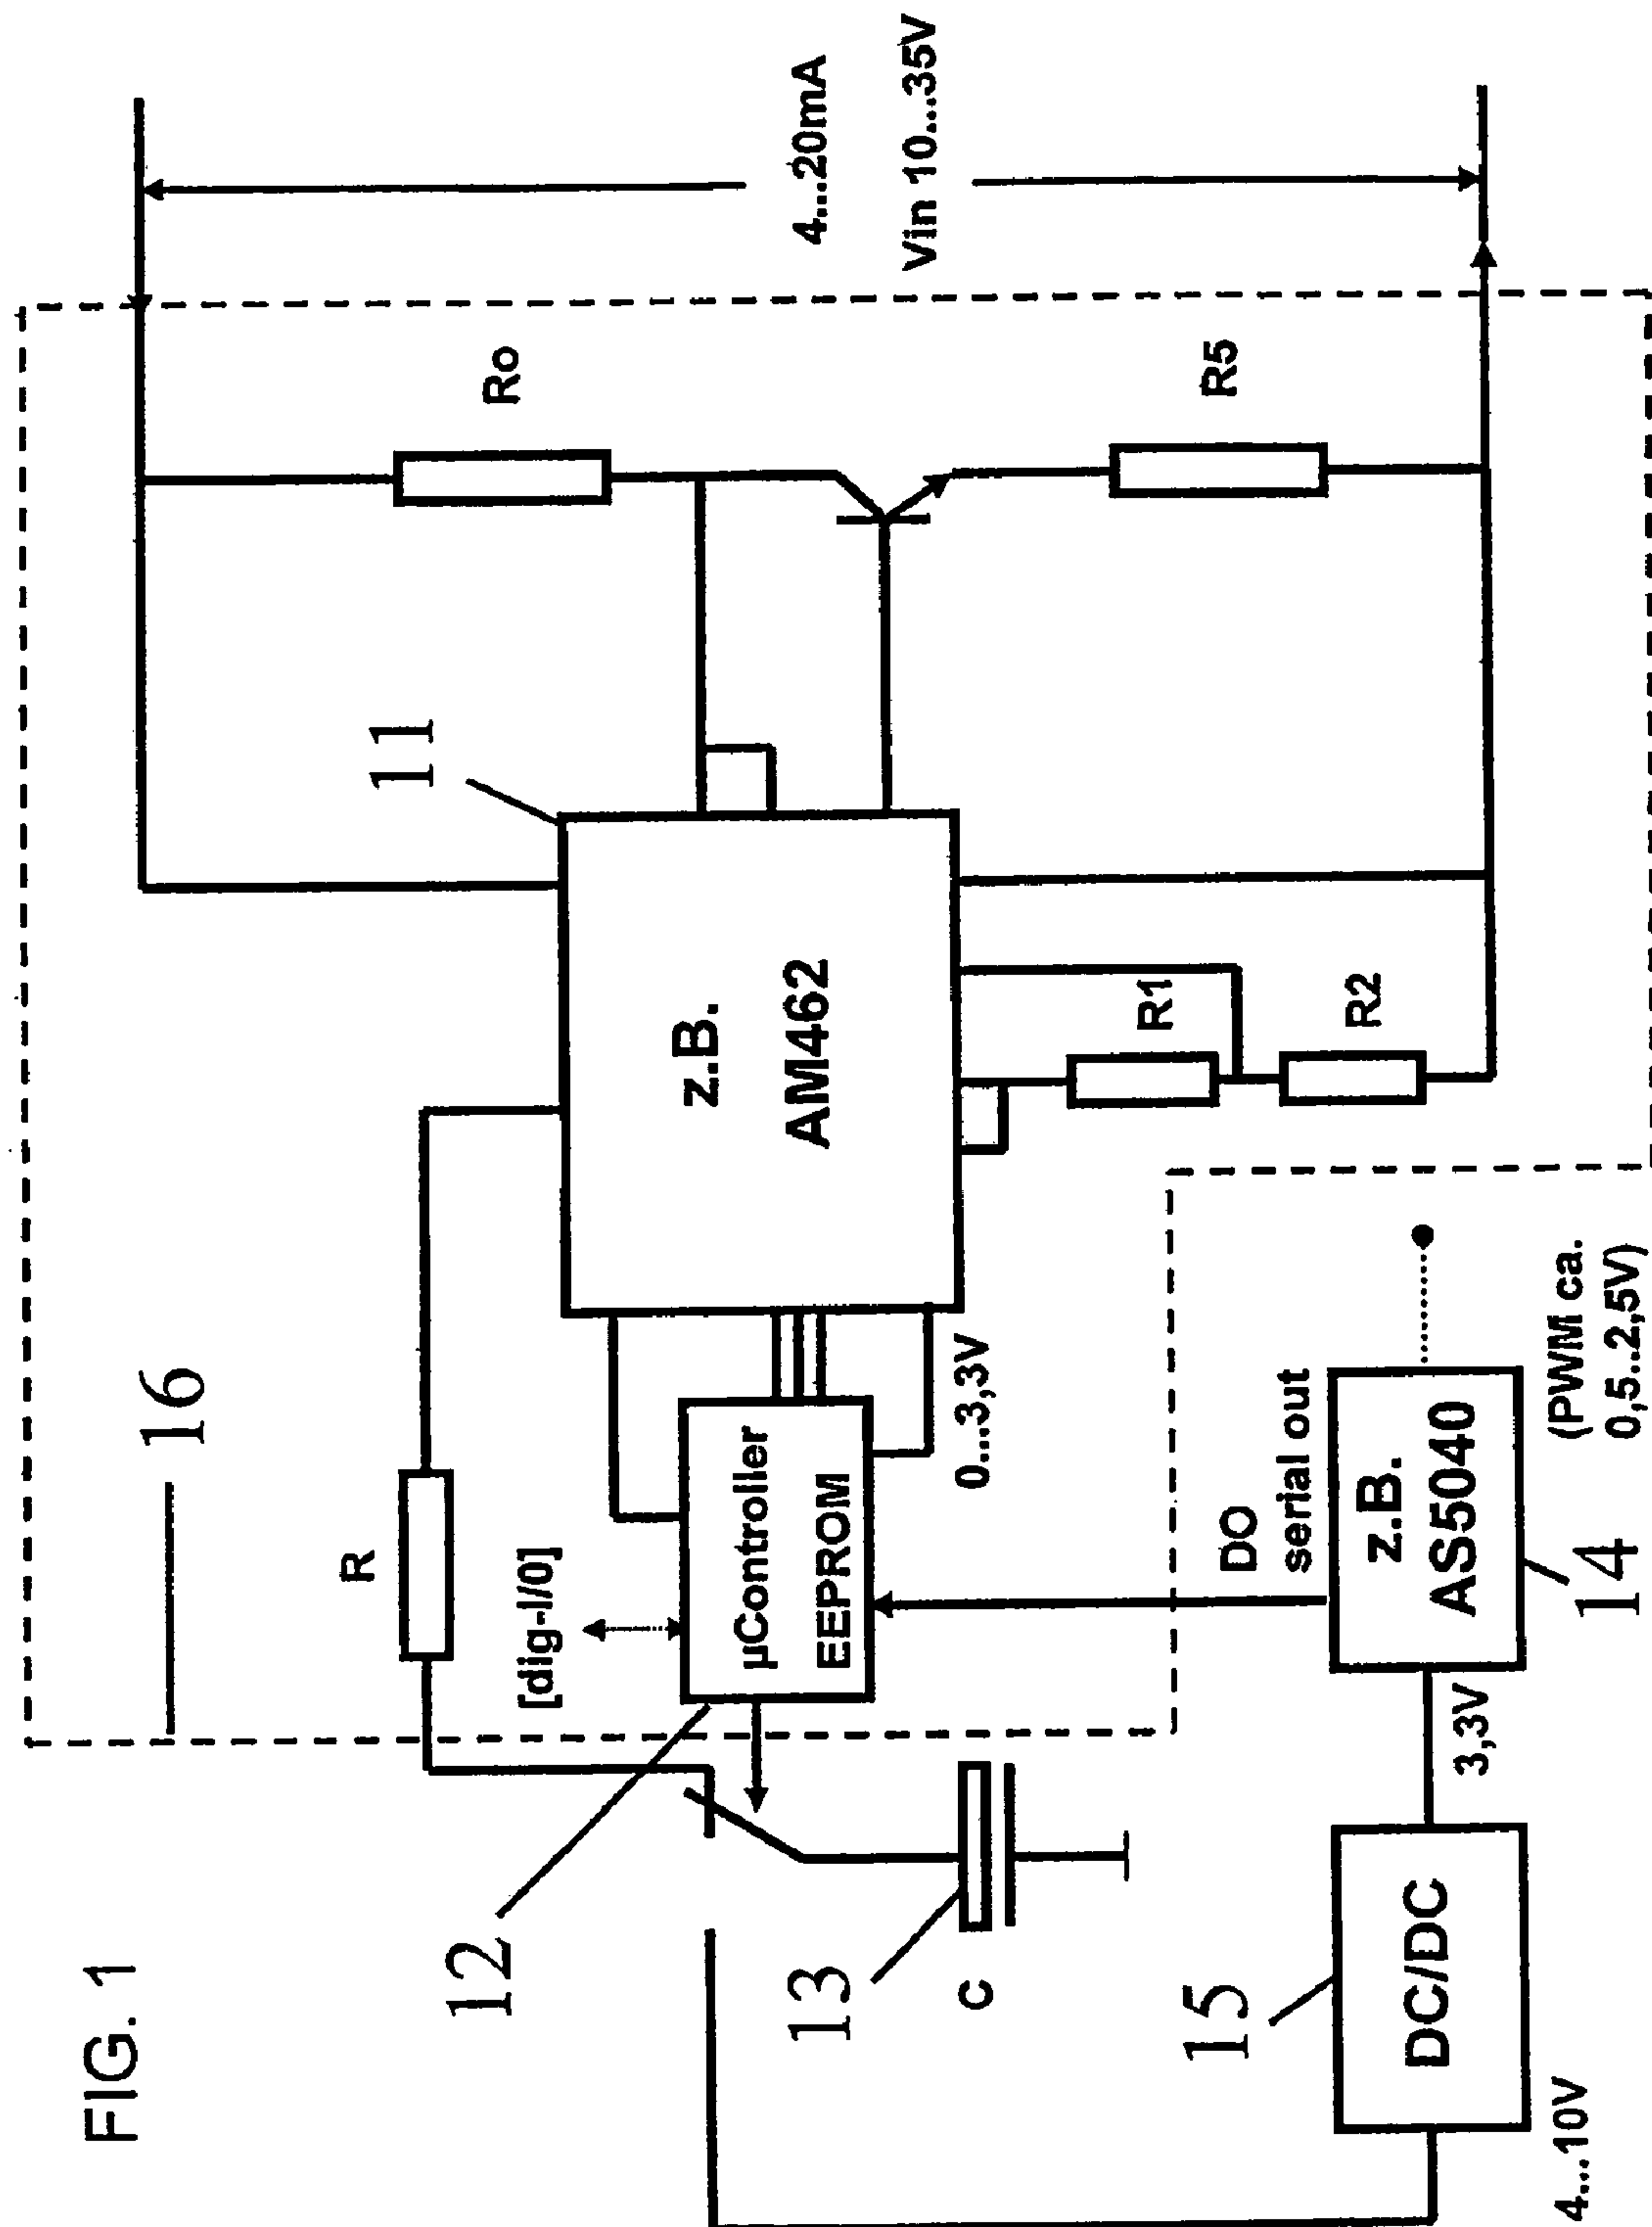 FIG. 1
16
11
R
Ro
4...20mA
Vin 10...35V
[dig-I/0]
12
µController
EEPROM
z.B.
AM462
13
C
0...3,3V
R1
R2
R5
15
DC/DC
4...10V
3,3V
DO
serial out
z.B.
AS5040
14
(PWM ca.
0,5..2,5V)